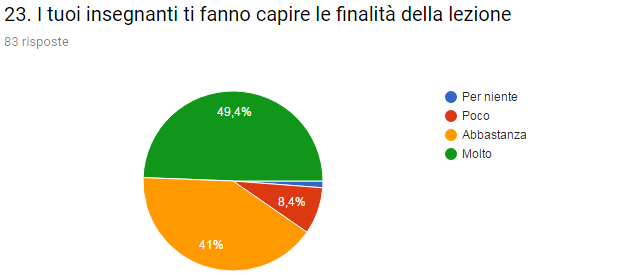 23. I tuoi insegnanti ti fanno capire le finalità della lezione
83 risposte
Per niente
Poco
Abbastanza
Molto
49,4%
8,4%
41%